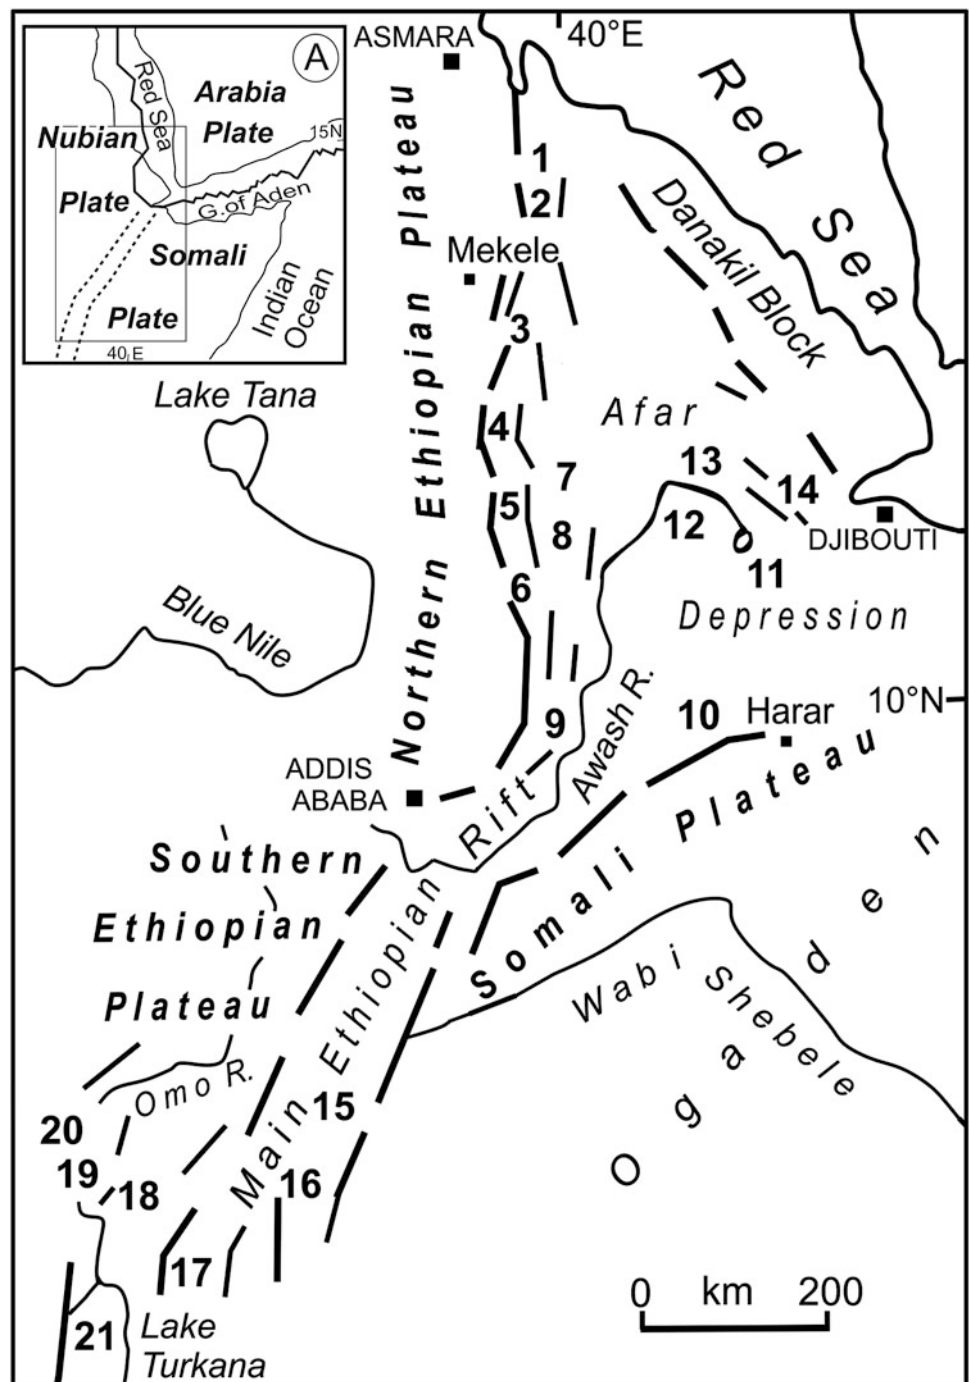 A
Red Sea
Arabia
Plate
15N
Nubian
Plate
G.of Aden
Somali
Plate
Indian
Ocean
40 E
ASMARA
40°E
Red Sea
1
2
Danakil Block
Mekele
3
Northern Ethiopian Plateau
Lake Tana
4
Afar
5
7
13
14
8
12
DJIBOUTI
11
6
Depression
Blue Nile
Awash R.
10°N
9
10
Harar
ADDIS
ABABA
Main Ethiopian Rift
Somali Plateau
Southern
Ethiopian
Plateau
Wabi Shebele
Ogaden
Omo R.
15
20
19
18
16
17
21
Lake
Turkana
0 km 200